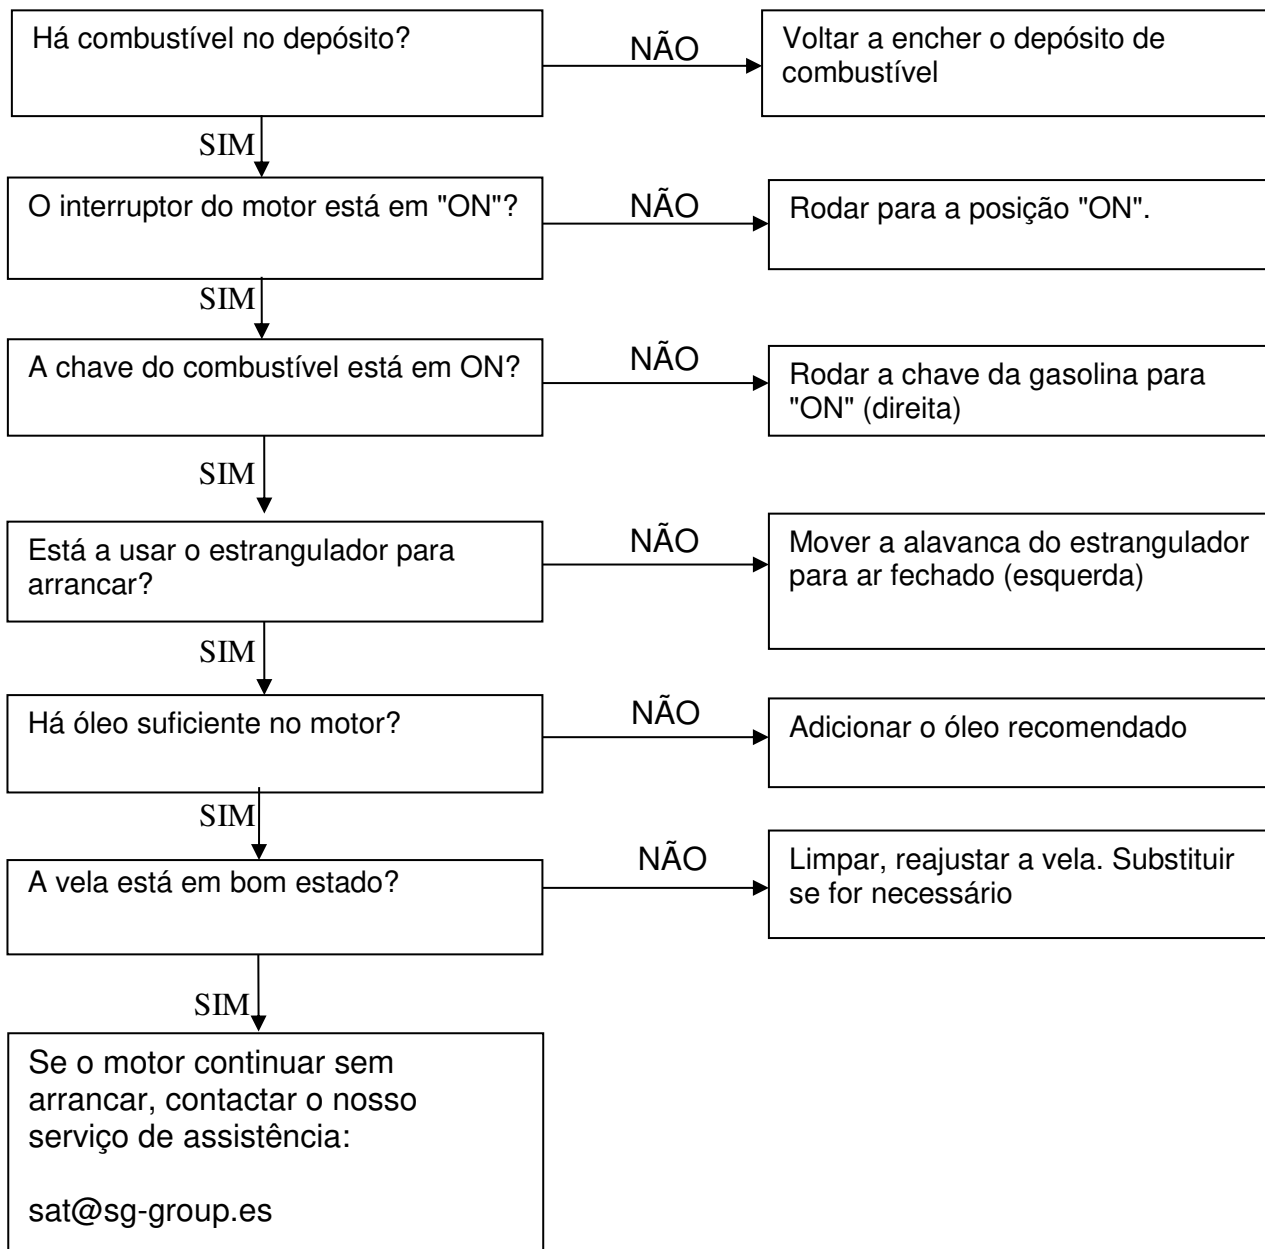 Há combustível no depósito?
NÃO
Voltar a encher o depósito de
combustível
SIM
O interruptor do motor está em "ON"?
NÃO
Rodar para a posição "ON".
SIM
A chave do combustível está em ON?
NÃO
Rodar a chave da gasolina para
"ON" (direita)
SIM
Está a usar o estrangulador para
arrancar?
NÃO
Mover a alavanca do estrangulador
para ar fechado (esquerda)
SIM
Há óleo suficiente no motor?
NÃO
Adicionar o óleo recomendado
SIM
A vela está em bom estado?
NÃO
Limpar, reajustar a vela. Substituir
se for necessário
SIM
Se o motor continuar sem
arrancar, contactar o nosso
serviço de assistência:
sat@sg-group.es